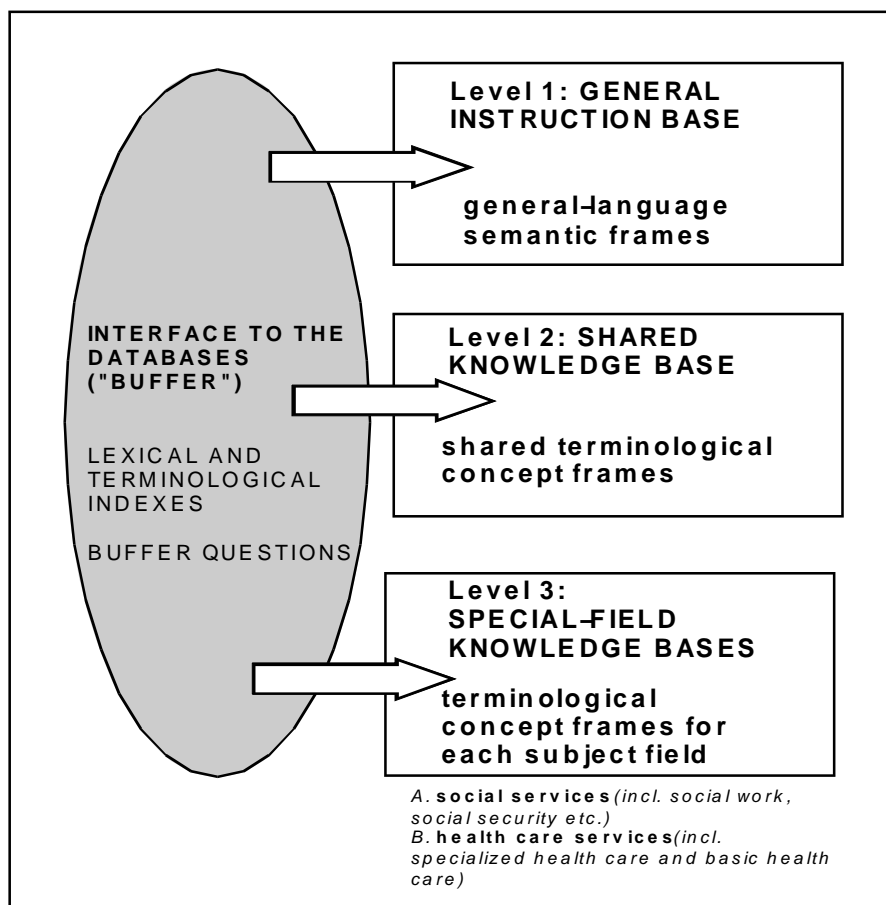 INTERFACE TO THE
DATABASES
("BUFFER")
LEXICAL AND
TERMINOLOGICAL
INDEXES
BUFFER QUESTIONS
Level 1: GENERAL
INSTRUCTION BASE
general–language
semantic frames
Level 2: SHARED
KNOWLEDGE BASE
shared terminological
concept frames
Level 3:
SPECIAL–FIELD
KNOWLEDGE BASES
terminological
concept frames for
each subject field
A. social services (incl. social work,
social security etc.)
B. health care services (incl.
specialized health care and basic health
care)